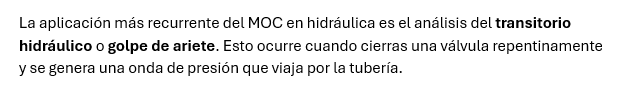 La aplicación más recurrente del MOC en hidráulica es el análisis del transitorio
hidráulico o golpe de ariete. Esto ocurre cuando cierras una válvula repentinamente
y se genera una onda de presión que viaja por la tubería.